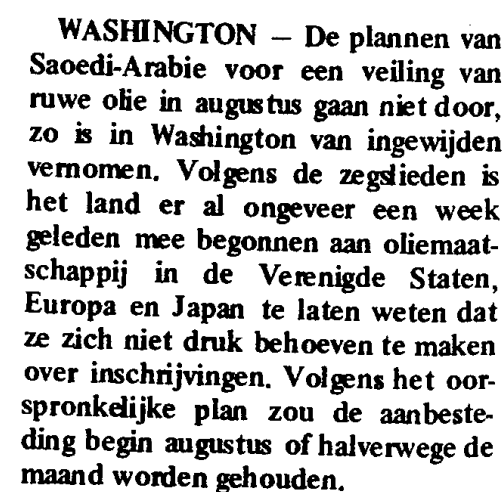 WASHINGTON — De plannen van
Saoedi-Arabie voor een veiling van
ruwe olie in augustus gaan niet door,
zo is in Washington van ingewijden
vernomen. Volgens de zegslieden is
het land er al ongeveer een week
geleden mee begonnen aan oliemaat-
schappij in de Verenigde Staten,
Europa en Japan te laten weten dat
ze zich niet druk behoeven te maken
over inschrijvingen. Volgens het oor-
spronkelijke plan zou de aanbeste-
ding begin augustus of halverwege de
maand worden gehouden.